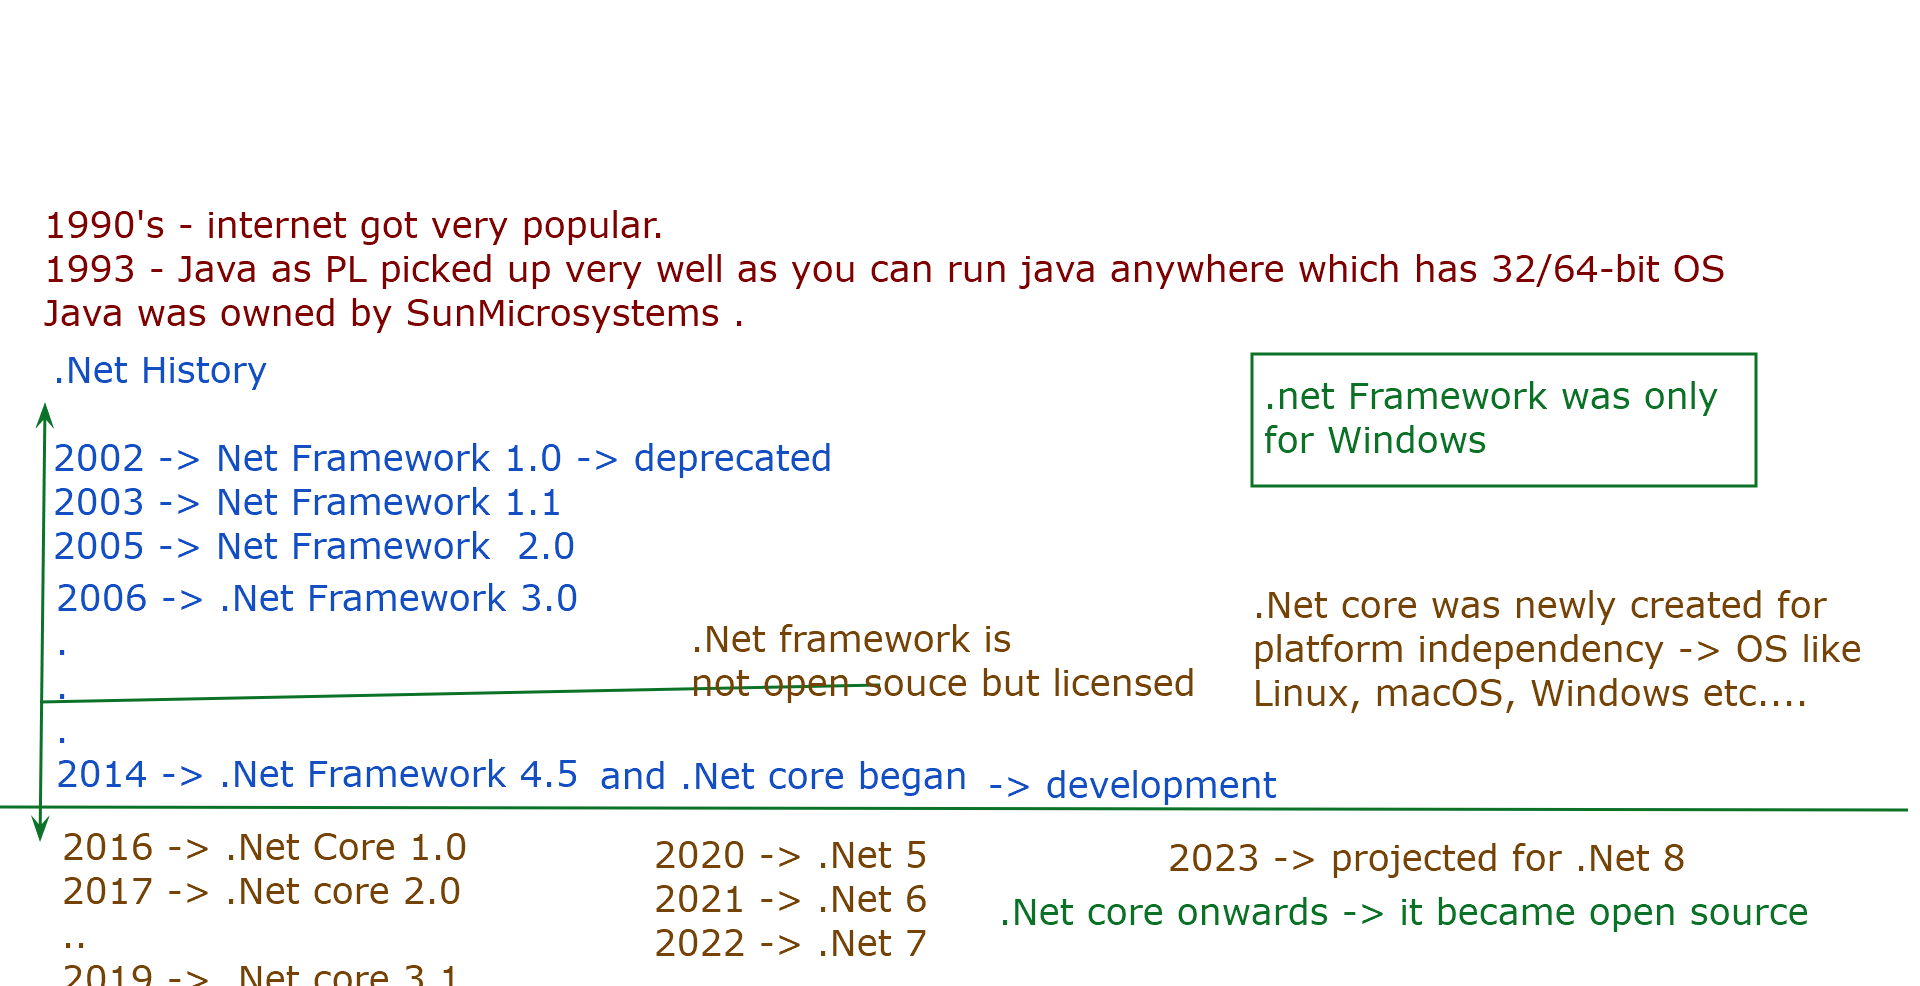 1990's - internet got very popular.
1993 - Java as PL picked up very well as you can run java anywhere which has 32/64-bit OS
Java was owned by SunMicrosystems .
.Net History
.net Framework was only
for Windows
2002 -> Net Framework 1.0 -> deprecated
2003 -> Net Framework 1.1
2005 -> Net Framework  2.0
2006 -> .Net Framework 3.0
.
.
.
.Net framework is
not open souce but licensed
.Net core was newly created for
platform independency -> OS like
Linux, macOS, Windows etc....
2014 -> .Net Framework 4.5 and .Net core began -> development
2016 -> .Net Core 1.0
2017 -> .Net core 2.0
..
2019 -> .Net core 3.1
2020 -> .Net 5
2021 -> .Net 6
2022 -> .Net 7
2023 -> projected for .Net 8
.Net core onwards -> it became open source